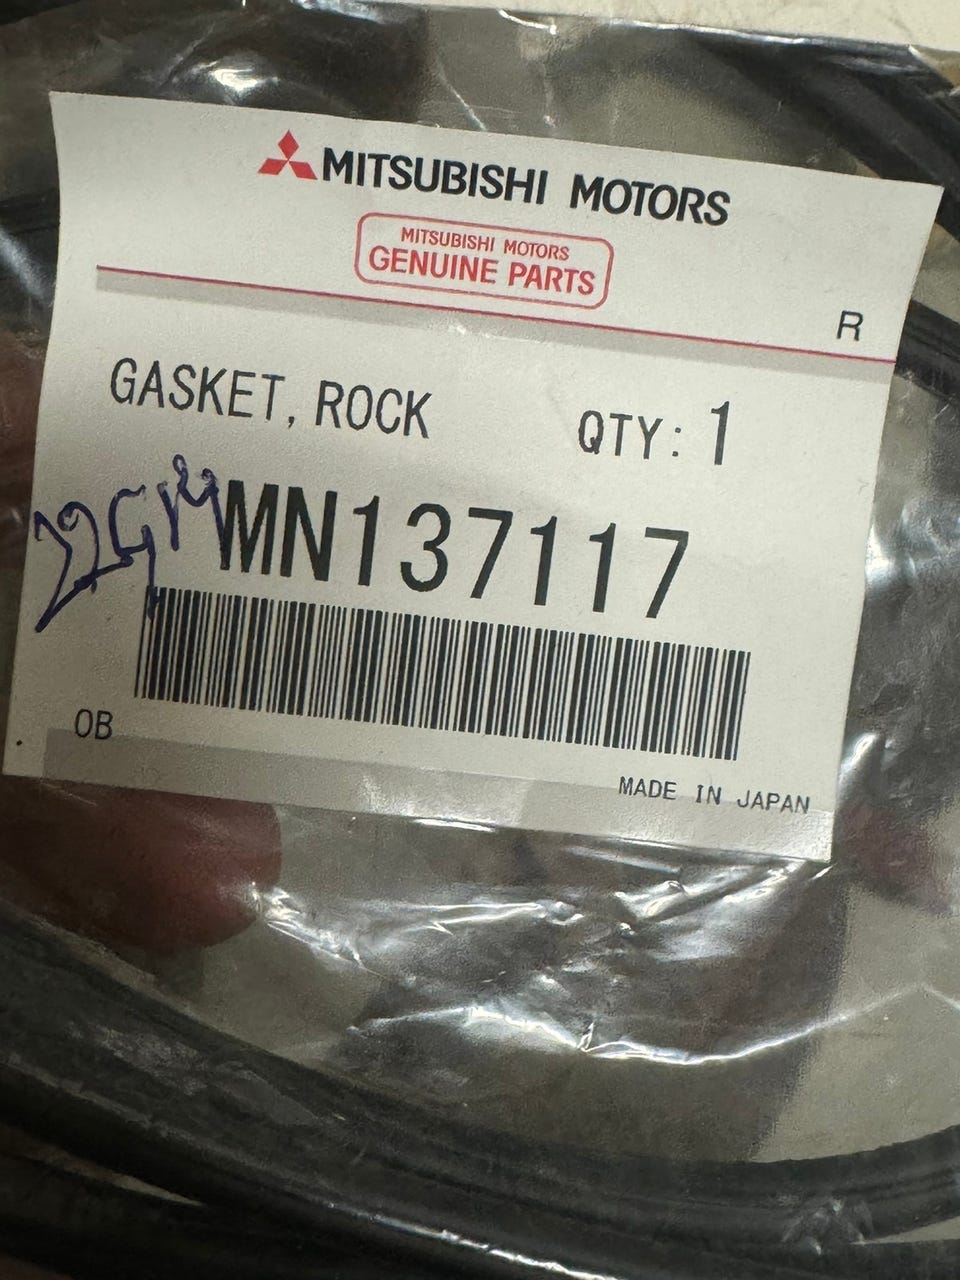 MITSUBISHI MOTORS
MITSUBISHI MOTORS
GENUINE PARTS
R
GASKET, ROCK
QTY: 1
MN137117
OB
MADE IN JAPAN